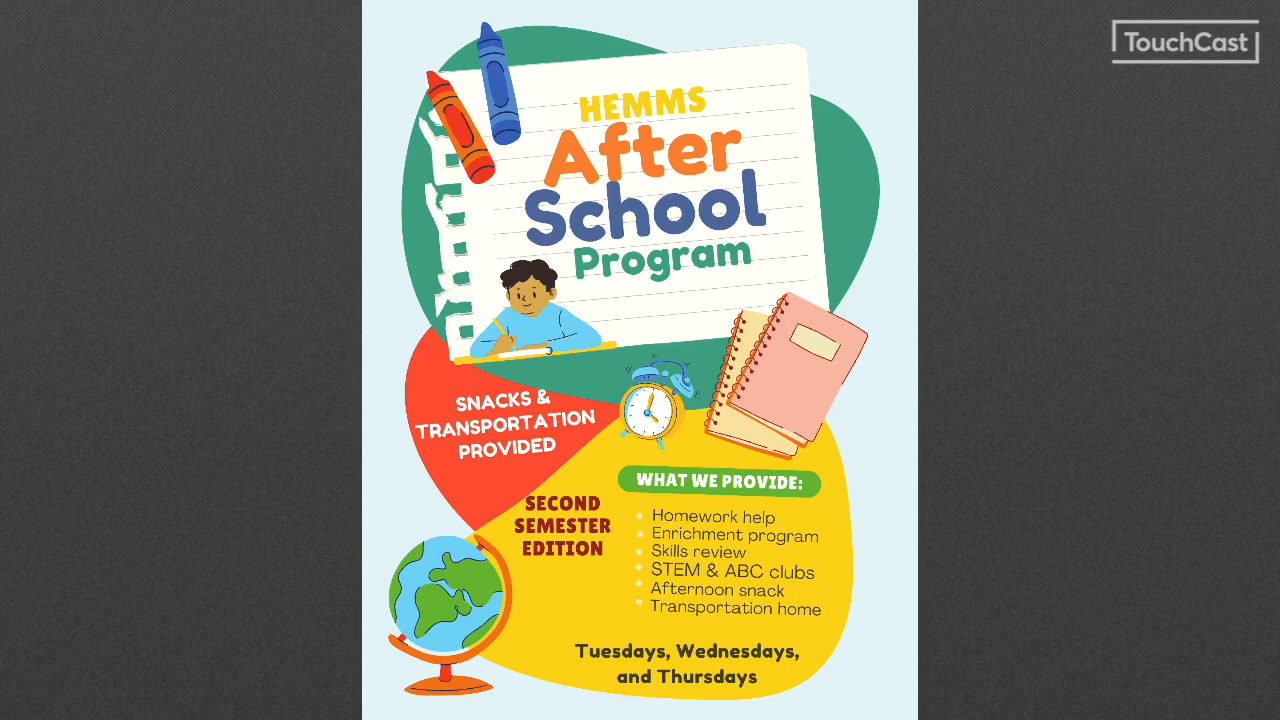 TouchCast
HEMMS
After
School
Program
SNACKS &
TRANSPORTATION
PROVIDED
SECOND
SEMESTER
EDITION
WHAT WE PROVIDE:
Homework help
Enrichment program
Skills review
STEM & ABC clubs
Afternoon snack
Transportation home
Tuesdays, Wednesdays,
and Thursdays